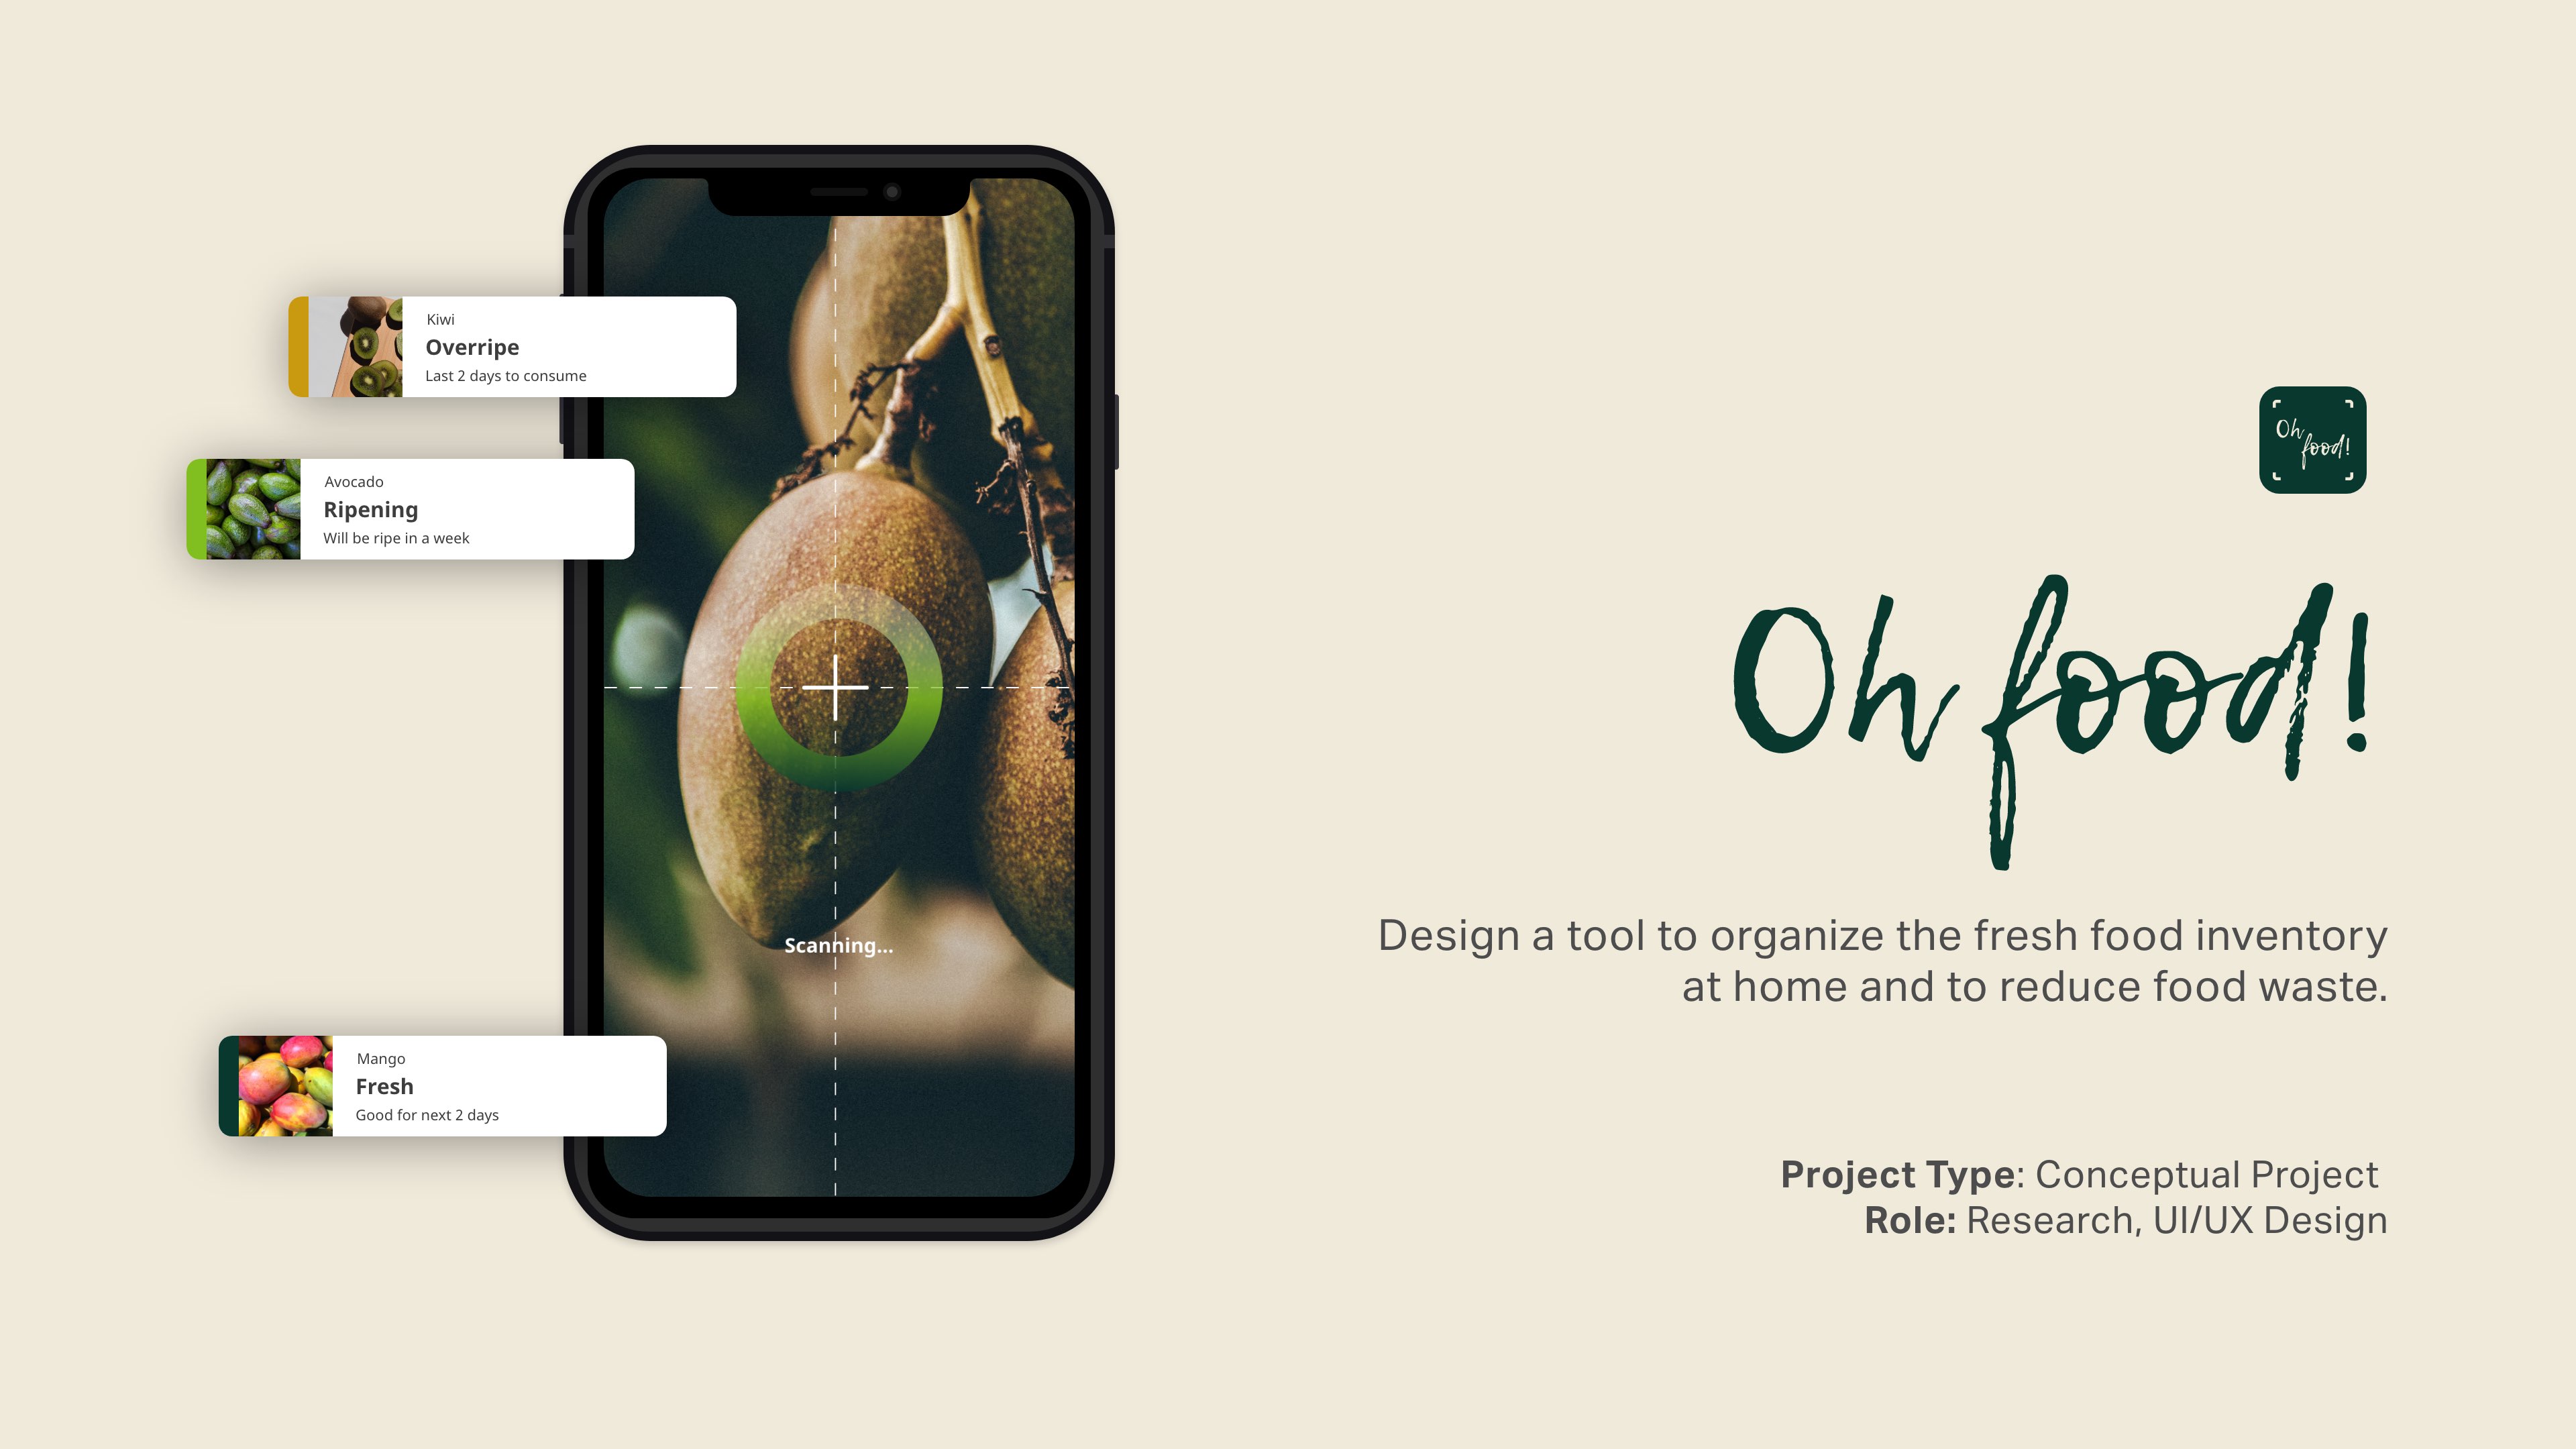 Kiwi
Overripe
Last 2 days to consume
Avocado
Ripening
Will be ripe in a week
Scanning...
Mango
Fresh
Good for next 2 days
Oh
food!
Oh food!
Design a tool to organize the fresh food inventory
at home and to reduce food waste.
Project Type: Conceptual Project
Role: Research, UI/UX Design